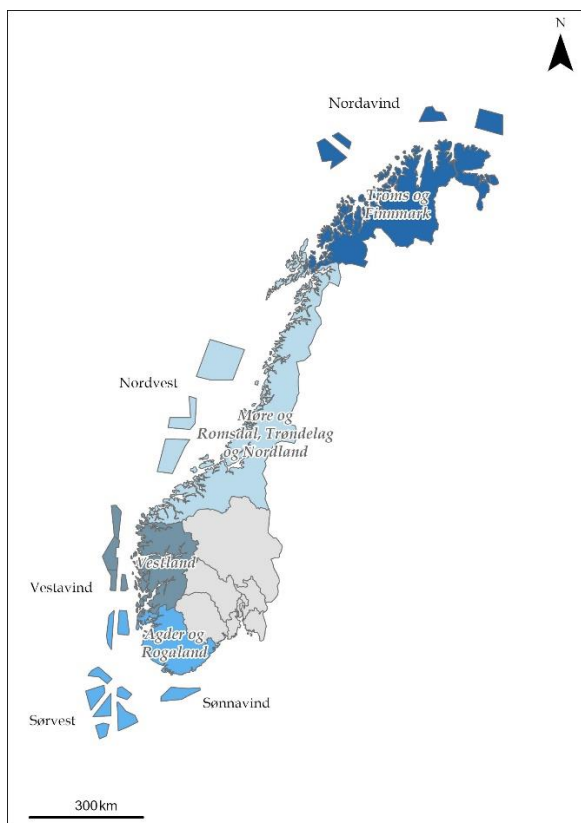 N
Nordavind
Troms og
Finnmark
Nordvest
Møre og
Romsdal, Trøndelag
og Nordland
Vestland
Vestavind
Agder og
Rogaland
Sønnavind
Sørvest
300 km